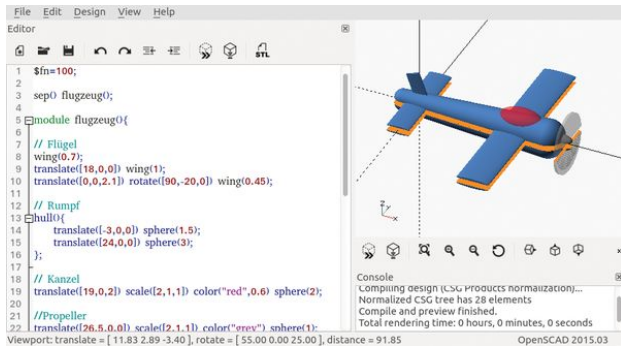 File Edit Design View Help
Editor
STL
1 $fn=100;
2
3 sep() flugzeug();
4
5 module flugzeug(){
6
7 // Flügel
8 wing(0.7);
9 translate([18,0,0]) wing(1);
10 translate([0,0,2.1]) rotate([90,-20,0]) wing(0.45);
11
12 // Rumpf
13 hull(){
14 translate([-3,0,0]) sphere(1.5);
15 translate([24,0,0]) sphere(3);
16 };
17
18 // Kanzel
19 translate([19,0,2]) scale([2,1,1]) color("red",0.6) sphere(2);
20
21 //Propeller
22 translate([26.5,0,0]) scale([2,1,1]) color("grey") sphere(1);
z y
x
Console
Compiling design (CSG Products normalization)...
Normalized CSG tree has 28 elements
Compile and preview finished.
Total rendering time: 0 hours, 0 minutes, 0 seconds
Viewport: translate = [ 11.83 2.89 -3.40 ], rotate = [ 55.00 0.00 25.00 ], distance = 91.85
OpenSCAD 2015.03